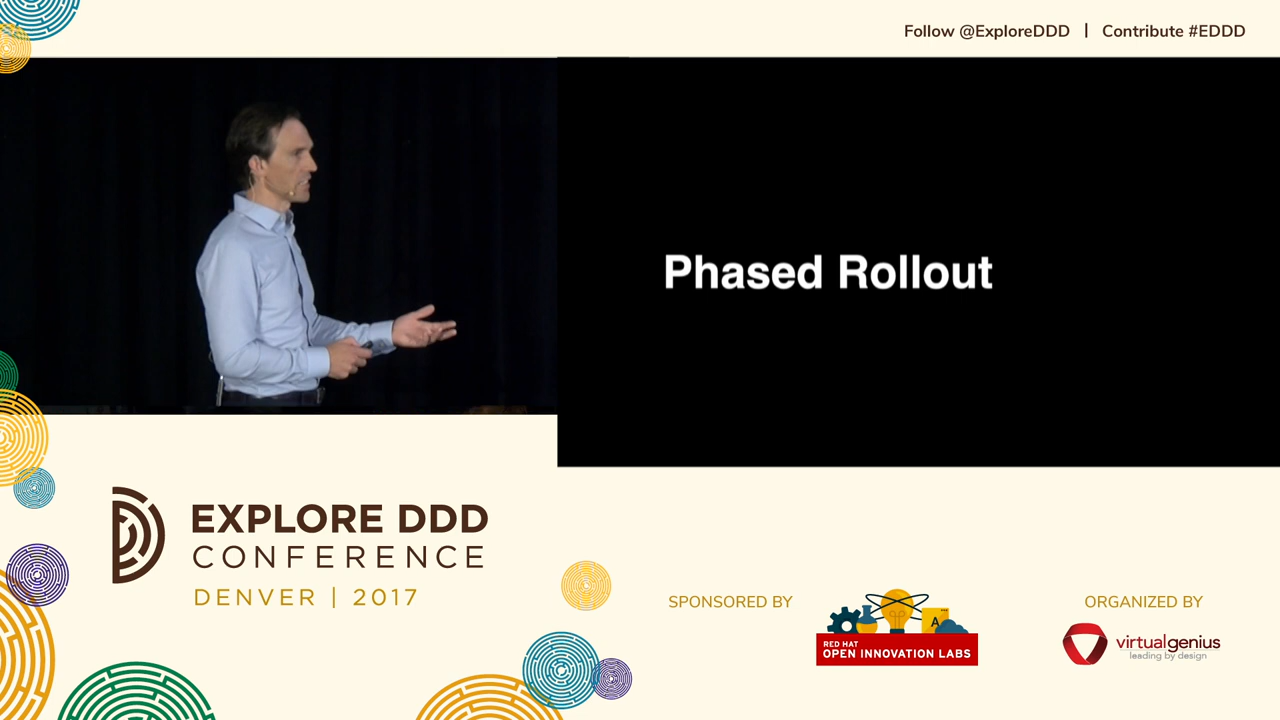 Follow @ExploreDDD | Contribute #EDDD
Phased Rollout
EXPLORE DDD
CONFERENCE
DENVER | 2017
SPONSORED BY
A
RED HAT
OPEN INNOVATION LABS
ORGANIZED BY
virtualgenius
leading by design